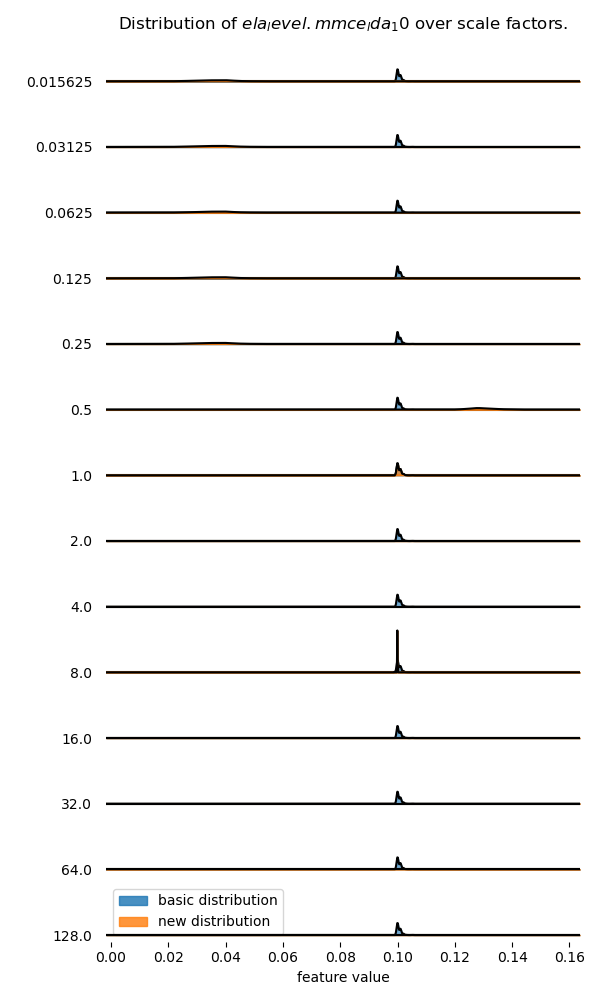 Distribution of elaₗevel.mmceₗda₁0 over scale factors.
0.015625
0.03125
0.0625
0.125
0.25
0.5
1.0
2.0
4.0
8.0
16.0
32.0
64.0
128.0
basic distribution
new distribution
0.00 0.02 0.04 0.06 0.08 0.10 0.12 0.14 0.16
feature value